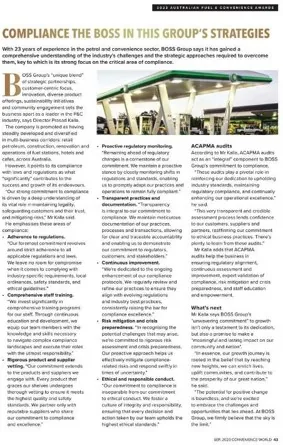 2023 AUSTRALIAN FUEL & CONVENIENCE AWARDS
COMPLIANCE THE BOSS IN THIS GROUP'S STRATEGIES
With 23 years of experience in the petrol and convenience sector, BOSS Group says it has gained a
comprehensive understanding of the industry's challenges and the strategic approaches required to overcome
them, key to which is its strong focus on the critical area of compliance.
BOSS Group's "unique blend
of strategic partnerships,
customer-centric focus,
innovation, diverse product
offerings, sustainability initiatives
and community engagement sets the
business apart as a leader in the P&C
industry, says Director Pronoit Kale.
The company is promoted as having
steadily developed and diversified
in multi-business corridors: retail
petroleum, construction, renovation and
operations of fuel stations, hotels and
cafes, across Australia.
However, it points to its compliance
with laws and regulations as what
"significantly" contributes to the
success and growth of its endeavours.
"Our strong commitment to compliance
is driven by a deep understanding of
its vital role in maintaining legality,
safeguarding customers and their trust,
and mitigating risk," Mr Kale said.
He emphasises these areas of
compliance:
• Adherence to regulations.
"Our format commitment revolves
around strict adherence to all
applicable regulations and laws.
We leave no room for compromise
when it comes to complying with
industry-specific requirements, local
ordinances, safety standards, and
ethical guidelines."
• Comprehensive staff training.
"We invest significantly in
comprehensive training programs
for our staff. Through continuous
education and development, we
equip our team members with the
knowledge and skills necessary
to navigate complex compliance
landscapes and execute their roles
with the utmost responsibility."
• Rigorous product and supplier
vetting. "Our commitment extends
to the products and suppliers we
engage with. Every product that
graces our shelves undergoes
thorough vetting to ensure it meets
the highest quality and safety
standards. We partner only with
reputable suppliers who share
our commitment to compliance
and excellence."
• Proactive regulatory monitoring.
"Remaining ahead of regulatory
changes is a cornerstone of our
commitment. We maintain a proactive
stance by closely monitoring shifts in
regulations and standards, enabling
us to promptly adapt our practices and
operations to remain fully compliant."
• Transparent practices and
documentation. "Transparency
is integral to our commitment to
compliance. We maintain meticulous
documentation of our practices,
processes and transactions, allowing
for clear and traceable accountability
and enabling us to demonstrate
our commitment to regulators,
customers, and stakeholders."
• Continuous improvement.
"We're dedicated to the ongoing
enhancement of our compliance
protocols. We regularly review and
refine our practices to ensure they
align with evolving regulations
and industry best practices,
consistently raising the bar for
compliance excellence."
• Risk mitigation and crisis
preparedness. "In recognising the
potential challenges that may arise,
we're committed to rigorous risk
assessment and crisis preparedness.
Our proactive approach helps us
effectively mitigate compliance-
related risks and respond swiftly in
times of uncertainty."
• Ethical and responsible conduct.
"Our commitment to compliance is
inseparable from our commitment
to ethical conduct. We foster a
culture of integrity and responsibility,
ensuring that every decision and
action taken by our team upholds the
highest ethical standards."
ACAPMA audits
According to Mr Kale, ACAPMA audits
act as an "integral" component to BOSS
Group's commitment to compliance.
"These audits play a pivotal role in
reinforcing our dedication to upholding
industry standards, maintaining
regulatory compliance, and continually
enhancing our operational excellence,"
he said.
"This very transparent and credible
assessment process lends confidence
to our customers, suppliers and
partners, reaffirming our commitment
to ethical business practices. There's
plenty to learn from these audits."
Mr Kale adds that ACAPMA
audits help the business in
ensuring regulatory alignment,
continuous assessment and
improvement, expert validation of
compliance, risk mitigation and crisis
preparedness, and staff education
and empowerment.
What's next
Mr Kale says BOSS Group's
"unwavering commitment" to growth
isn't only a testament to its dedication,
but also a promise to make a
"meaningful and lasting impact on our
community and nation".
"In essence, our growth journey is
rooted in the belief that by reaching
new heights, we can enrich lives,
uplift communities, and contribute to
the prosperity of our great nation,"
he said.
"The potential for positive change
is boundless, and we're excited
to embrace the challenges and
opportunities that lie ahead. At BOSS
Group, we firmly believe that the sky is
the limit."
SEP, 2023 CONVENIENCE WORLD 43